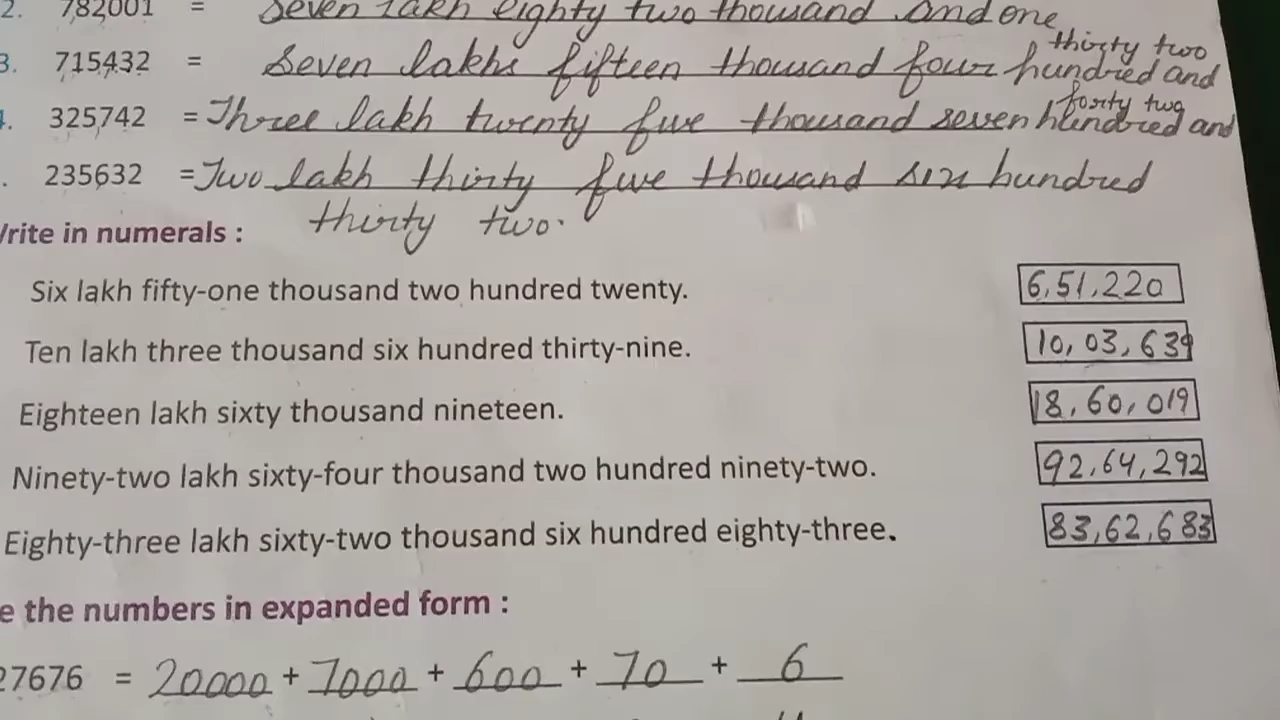 2. 782001 = Seven lakh eighty two thousand and one
3. 715432 = Seven lakhs fifteen thousand four hundred and thirty two
325742 = Three lakh twenty five thousand seven hundred and forty two
235632 = Two lakh thirty five thousand six hundred
thirty two.
Write in numerals :
Six lakh fifty-one thousand two hundred twenty. 6,51,220
Ten lakh three thousand six hundred thirty-nine. 10,03,639
Eighteen lakh sixty thousand nineteen. 18,60,019
Ninety-two lakh sixty-four thousand two hundred ninety-two. 92,64,292
Eighty-three lakh sixty-two thousand six hundred eighty-three. 83,62,683
e the numbers in expanded form :
27676 = 20000 + 7000 + 600 + 70 + 6